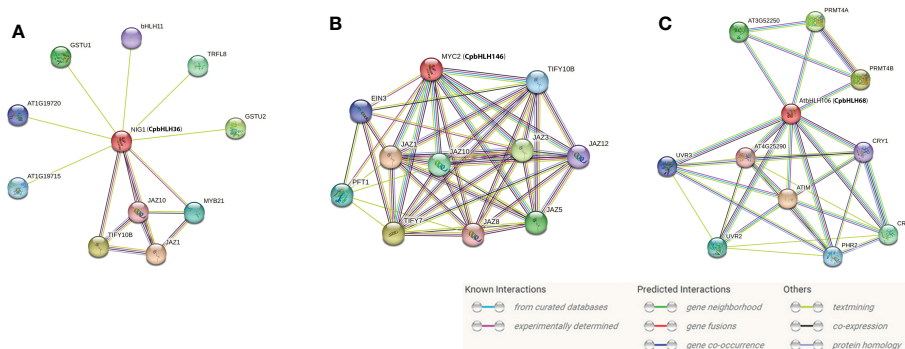 A
bHLH11
GSTU1
TRFL8
AT1G19720
GSTU2
NIG1 (CpbHLH36)
AT1G19715
JAZ10
MYB21
TIFY10B
JAZ1
B
MYC2 (CpbHLH146)
TIFY10B
EIN3
JAZ1
JAZ10
JAZ3
JAZ12
PFT1
TIFY7
JAZ8
JAZ5
C
AT3G52250
PRMT4A
PRMT4B
AtbHLH106 (CpbHLH68)
UVR3
AT4G25290
CRY1
ATIM
UVR2
PHR2
CR
Known Interactions
from curated databases
experimentally determined
Predicted Interactions
gene neighborhood
gene fusions
gene co-occurrence
Others
textmining
co-expression
protein homology